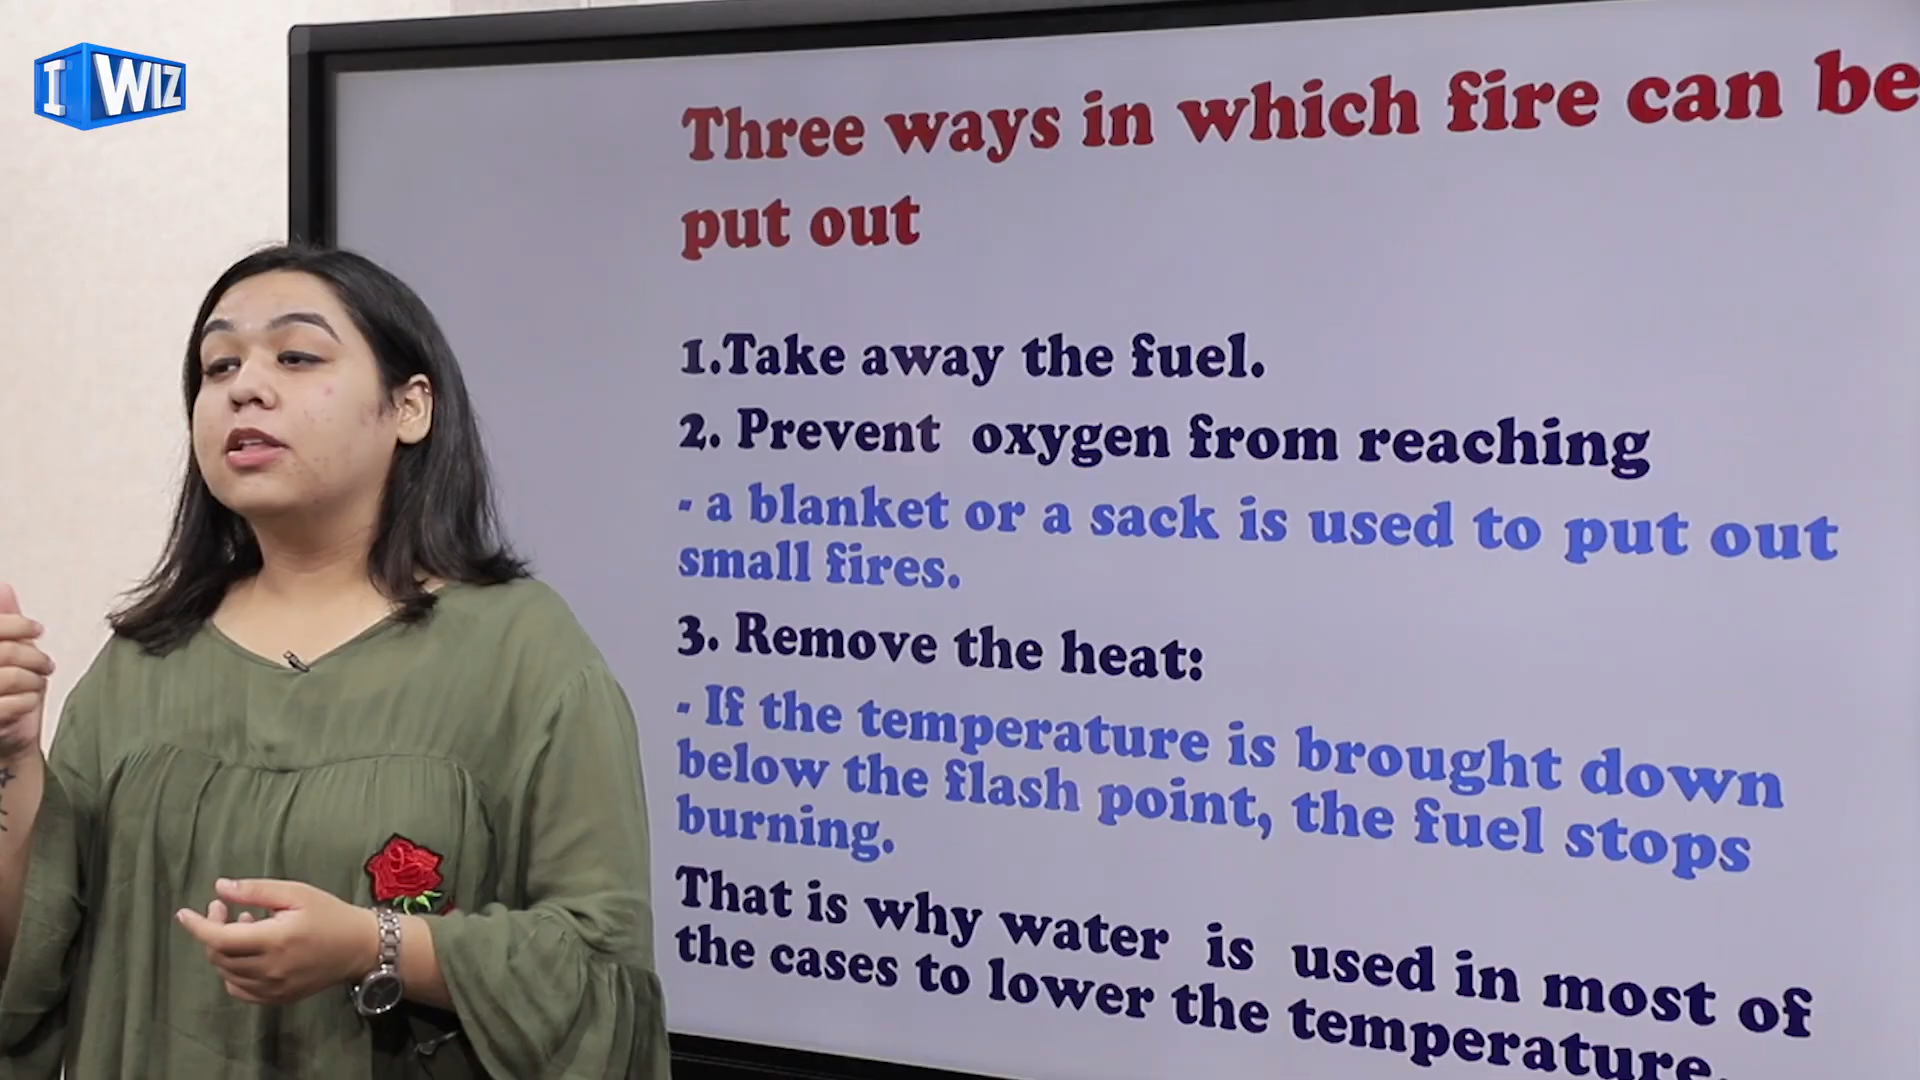 I WIZ
Three ways in which fire can be
put out
1.Take away the fuel.
2. Prevent oxygen from reaching
- a blanket or a sack is used to put out
small fires.
3. Remove the heat:
- If the temperature is brought down
below the flash point, the fuel stops
burning.
That is why water is used in most of
the cases to lower the temperature.